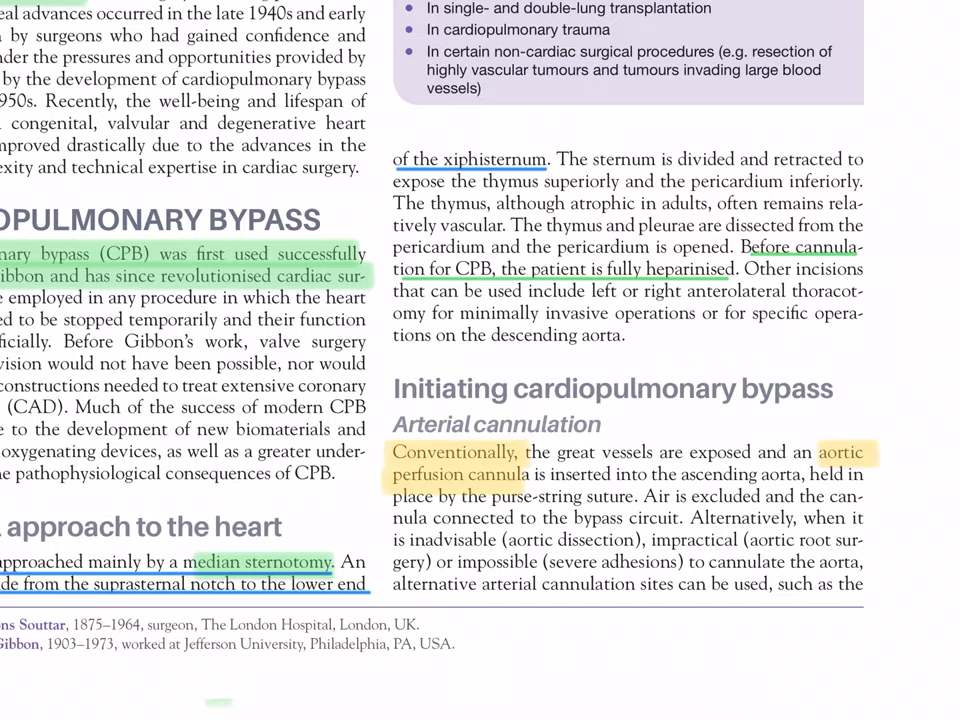 eal advances occurred in the late 1940s and early
by surgeons who had gained confidence and
nder the pressures and opportunities provided by
by the development of cardiopulmonary bypass
950s. Recently, the well-being and lifespan of
congenital, valvular and degenerative heart
mproved drastically due to the advances in the
exity and technical expertise in cardiac surgery.
OPULMONARY BYPASS
nary bypass (CPB) was first used successfully
Gibbon and has since revolutionised cardiac sur-
e employed in any procedure in which the heart
ed to be stopped temporarily and their function
ficially. Before Gibbon's work, valve surgery
vision would not have been possible, nor would
constructions needed to treat extensive coronary
(CAD). Much of the success of modern CPB
e to the development of new biomaterials and
oxygenating devices, as well as a greater under-
he pathophysiological consequences of CPB.
approach to the heart
approached mainly by a median sternotomy. An
de from the suprasternal notch to the lower end
• In single- and double-lung transplantation
• In cardiopulmonary trauma
• In certain non-cardiac surgical procedures (e.g. resection of
highly vascular tumours and tumours invading large blood
vessels)
of the xiphisternum. The sternum is divided and retracted to
expose the thymus superiorly and the pericardium inferiorly.
The thymus, although atrophic in adults, often remains rela-
tively vascular. The thymus and pleurae are dissected from the
pericardium and the pericardium is opened. Before cannula-
tion for CPB, the patient is fully heparinised. Other incisions
that can be used include left or right anterolateral thoracot-
omy for minimally invasive operations or for specific opera-
tions on the descending aorta.
Initiating cardiopulmonary bypass
Arterial cannulation
Conventionally, the great vessels are exposed and an aortic
perfusion cannula is inserted into the ascending aorta, held in
place by the purse-string suture. Air is excluded and the can-
nula connected to the bypass circuit. Alternatively, when it
is inadvisable (aortic dissection), impractical (aortic root sur-
gery) or impossible (severe adhesions) to cannulate the aorta,
alternative arterial cannulation sites can be used, such as the
ns Souttar, 1875–1964, surgeon, The London Hospital, London, UK.
Gibbon, 1903–1973, worked at Jefferson University, Philadelphia, PA, USA.